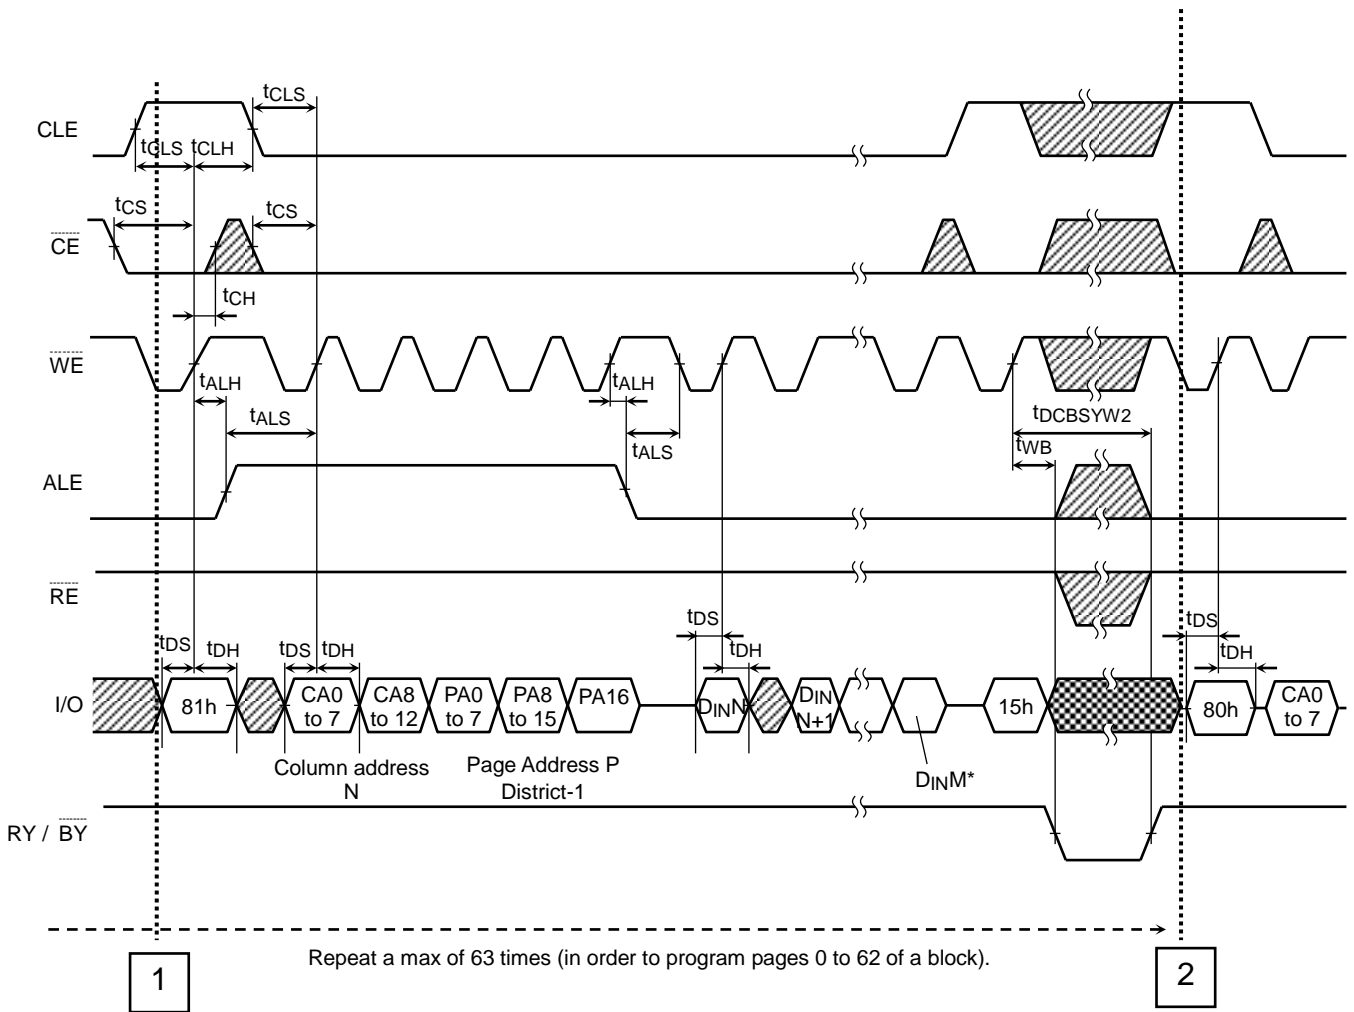 tCLS
CLE
tCLS tCLH
tCS tCS
CE
tCH
WE
tALH tALH
tDCBSYW2
tALS tALS
tWB
ALE
RE
tDS tDH tDS tDH tDS tDH tDS tDH
I/O
81h
CA0 to 7
CA8 to 12
PA0 to 7
PA8 to 15
PA16
DINN
DIN N+1
15h
80h
CA0 to 7
Column address
N
Page Address P
District-1
DINM*
RY / BY
Repeat a max of 63 times (in order to program pages 0 to 62 of a block).
1
2